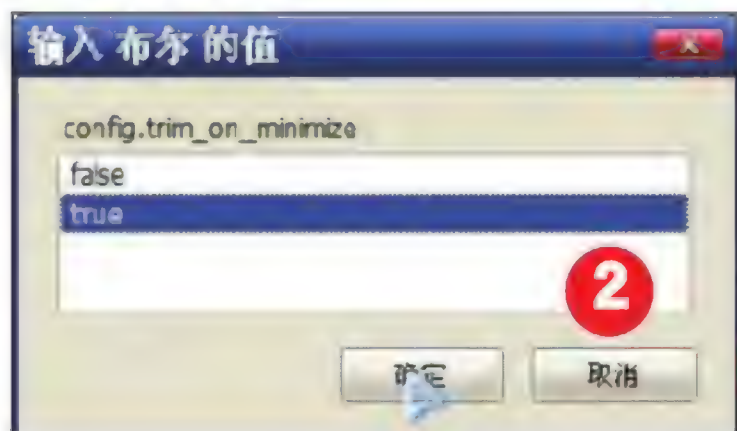 输入 布尔 的值
config.trim_on_minimize
false
true
2
确定 取消